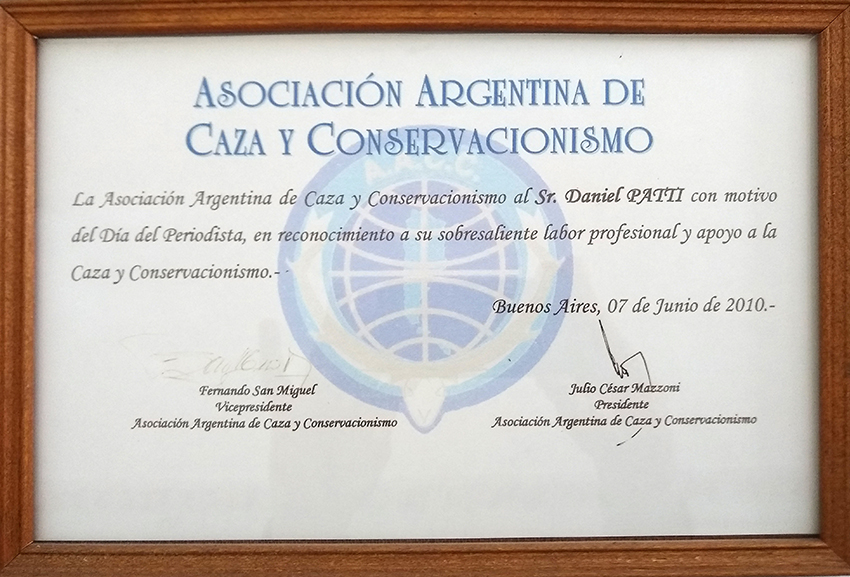 ASOCIACIÓN ARGENTINA DE
CAZA Y CONSERVACIONISMO
A.A.C.C.
La Asociación Argentina de Caza y Conservacionismo al Sr. Daniel PATTI con motivo
del Día del Periodista, en reconocimiento a su sobresaliente labor profesional y apoyo a la
Caza y Conservacionismo.-
Buenos Aires, 07 de Junio de 2010.-
Fernando San Miguel
Vicepresidente
Asociación Argentina de Caza y Conservacionismo
Julio César Mazzoni
Presidente
Asociación Argentina de Caza y Conservacionismo